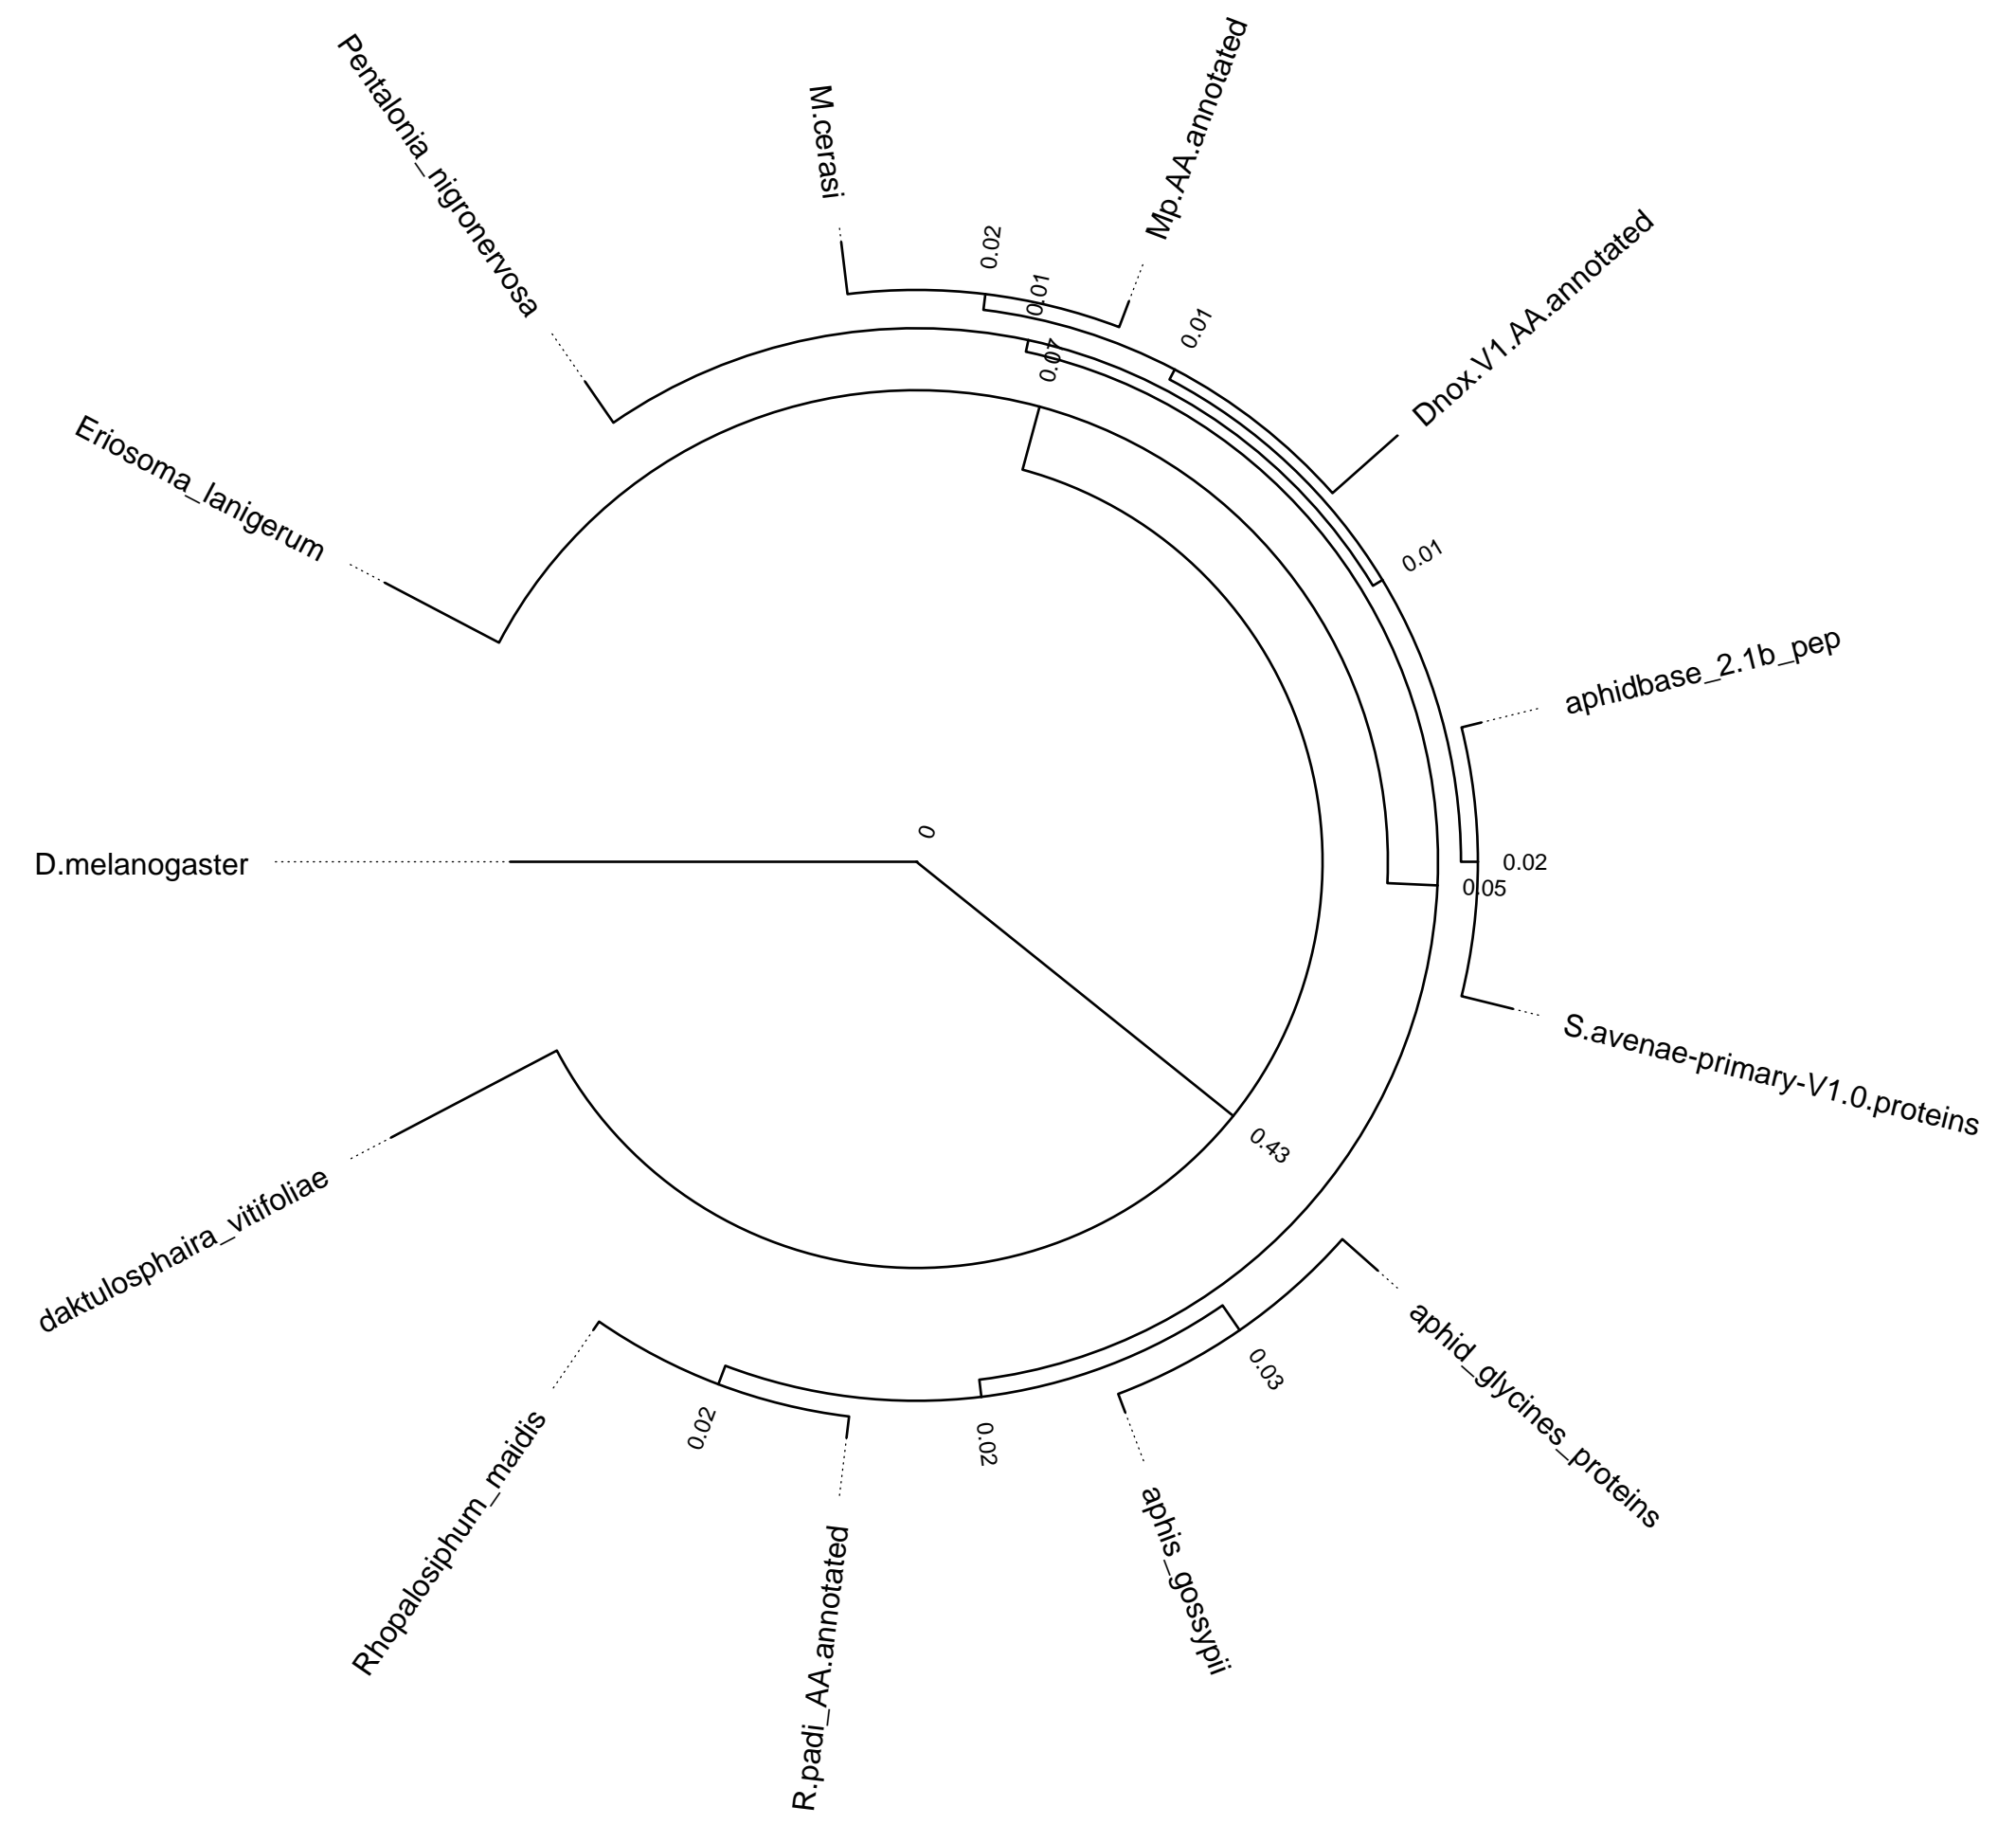 Pentalonia_nigronervosa
M.cerasi
Mp.AA.annotated
Dnox.V1.AA.annotated
0.02
0.01
0.01
0.07
Eriosoma_lanigerum
0.01
aphidbase_2.1b_pep
D.melanogaster
0
0.02
0.05
S.avenae-primary-V1.0.proteins
0.43
daktulosphaira_vitifoliae
aphid_glycines_proteins
0.03
0.02
0.02
Rhopalosiphum_maidis
R.padi_AA.annotated
aphis_gossypii